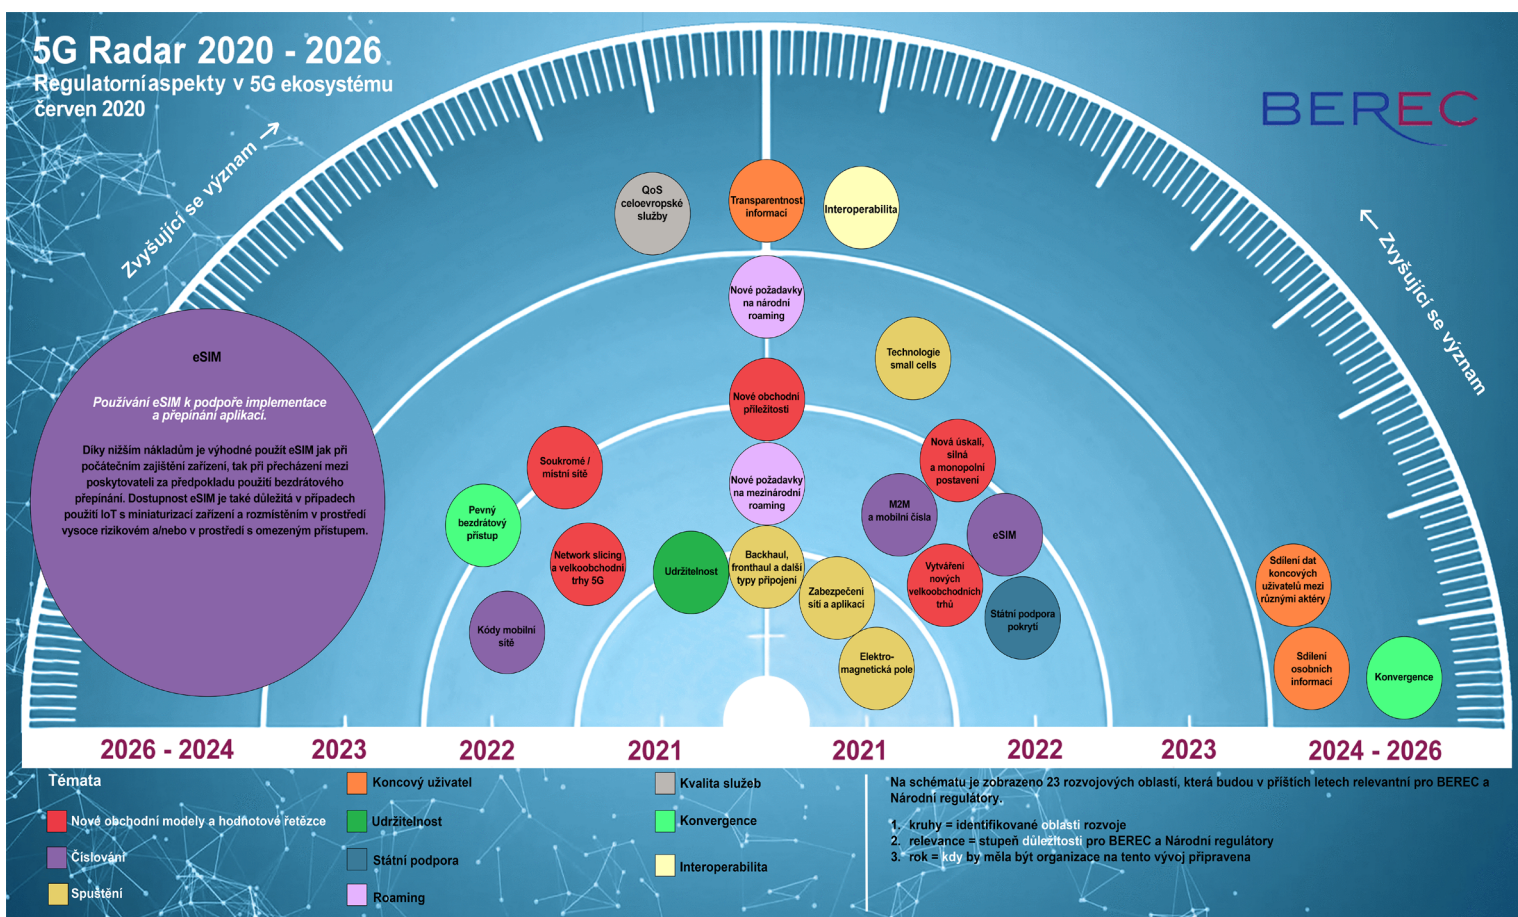 5G Radar 2020 - 2026
Regulatorní aspekty v 5G ekosystému
červen 2020
BEREC
Zvyšující se význam
Zvyšující se význam
QoS
celoevropské
služby
Transparentnost
informací
Interoperabilita
Nové požadavky
na národní
roaming
Technologie
small cells
eSIM
Používání eSIM k podpoře implementace
a přepínání aplikací.
Díky nižším nákladům je výhodné použít eSIM jak při
počátečním zajištění zařízení, tak při přecházení mezi
poskytovateli za předpokladu použití bezdrátového
přepínání. Dostupnost eSIM je také důležitá v případech
použití IoT s miniaturizací zařízení a rozmístěním v prostředí
vysoce rizikovém a/nebo v prostředí s omezeným přístupem.
Nové obchodní
příležitosti
Soukromé /
místní sítě
Nová úskalí,
silná
a monopolní
postavení
Nové požadavky
na mezinárodní
roaming
Pevný
bezdrátový
přístup
M2M
a mobilní čísla
eSIM
Network slicing
a velkoobchodní
trhy 5G
Udržitelnost
Backhaul,
fronthaul a další
typy připojení
Zabezpečení
sítí a aplikací
Vytváření
nových
velkoobchodních
trhů
Státní podpora
pokrytí
Sdílení dat
koncových
uživatelů mezi
různými aktéry
Kódy mobilní
sítě
Elektro-
magnetická pole
Sdílení
osobních
informací
Konvergence
2026 - 2024 2023 2022 2021 2021 2022 2023 2024 - 2026
Témata
Nové obchodní modely a hodnotové řetězce
Číslování
Spuštění
Koncový uživatel
Udržitelnost
Státní podpora
Roaming
Kvalita služeb
Konvergence
Interoperabilita
Na schématu je zobrazeno 23 rozvojových oblastí, která budou v příštích letech relevantní pro BEREC a
Národní regulátory.
1. kruhy = identifikované oblasti rozvoje
2. relevance = stupeň důležitosti pro BEREC a Národní regulátory
3. rok = kdy by měla být organizace na tento vývoj připravena